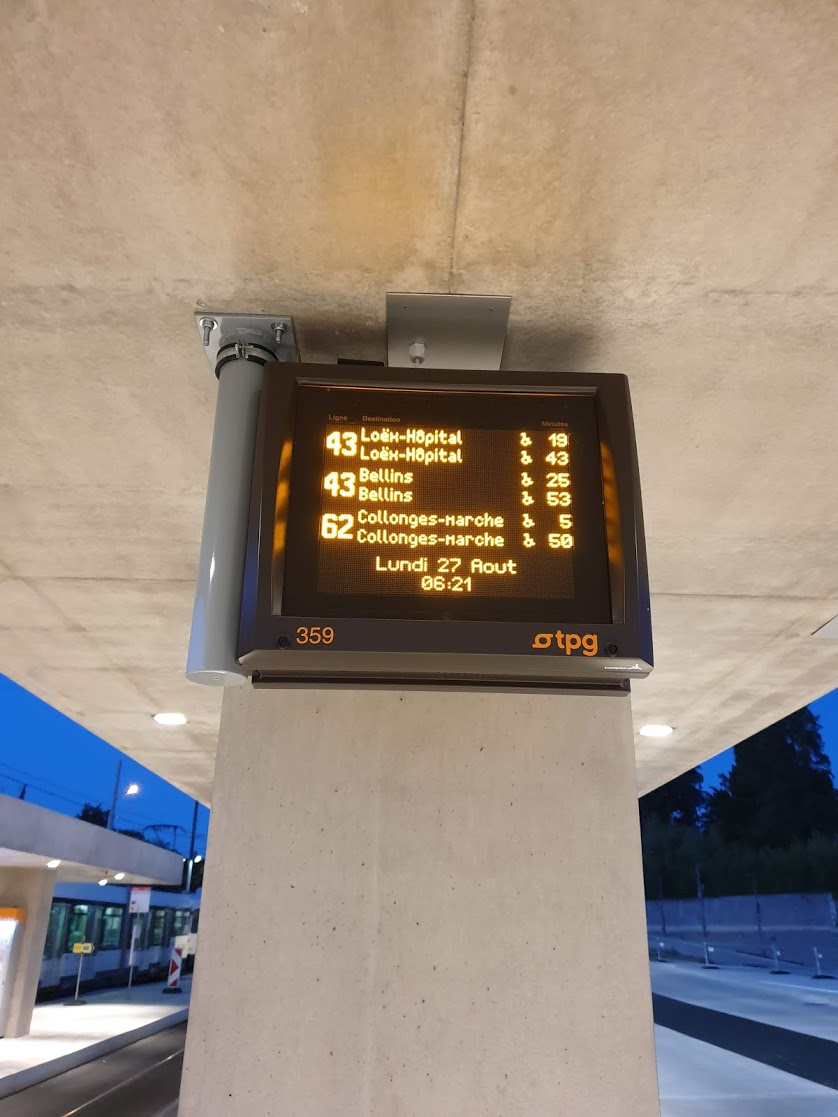 Ligne Destination Minutes
43 Loëx-Hôpital 19
Loëx-Hôpital 43
43 Bellins 25
Bellins 53
62 Collonges-Marche 5
Collonges-Marche 50
Lundi 27 Aout
06:21
359 tpg